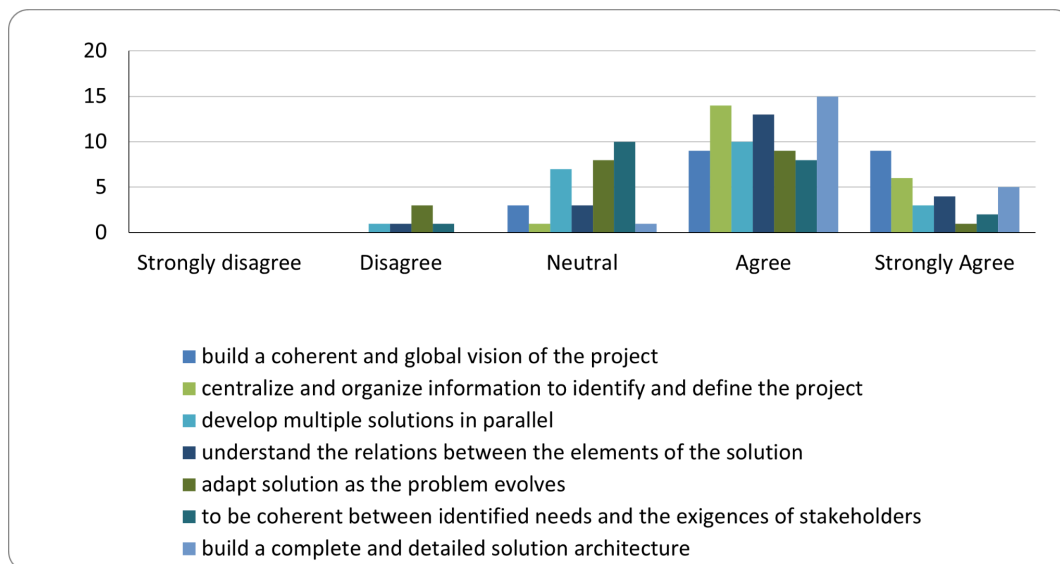 20
15
10
5
0
Strongly disagree Disagree Neutral Agree Strongly Agree
build a coherent and global vision of the project
centralize and organize information to identify and define the project
develop multiple solutions in parallel
understand the relations between the elements of the solution
adapt solution as the problem evolves
to be coherent between identified needs and the exigences of stakeholders
build a complete and detailed solution architecture